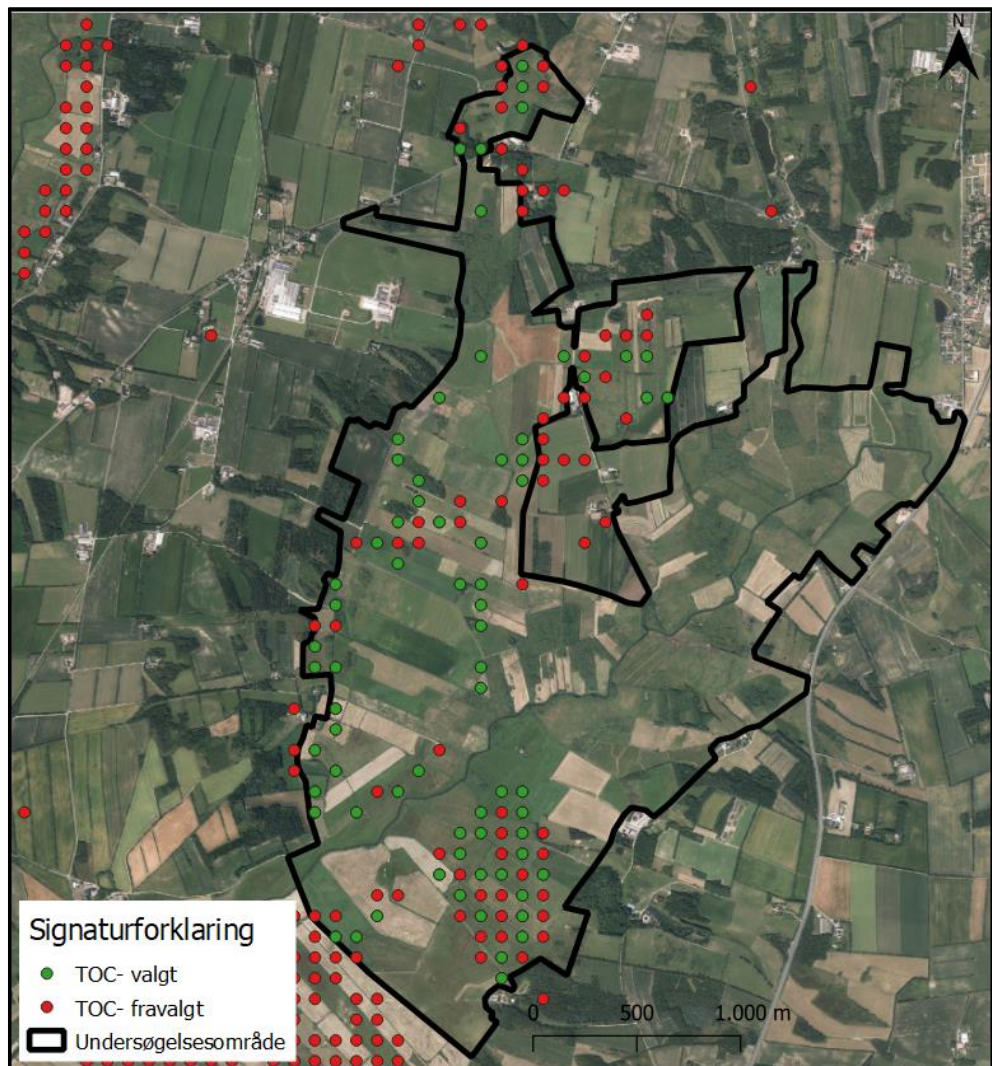 N
Signaturforklaring
TOC- valgt
TOC- fravalgt
Undersøgelsesområde
0 500 1.000 m